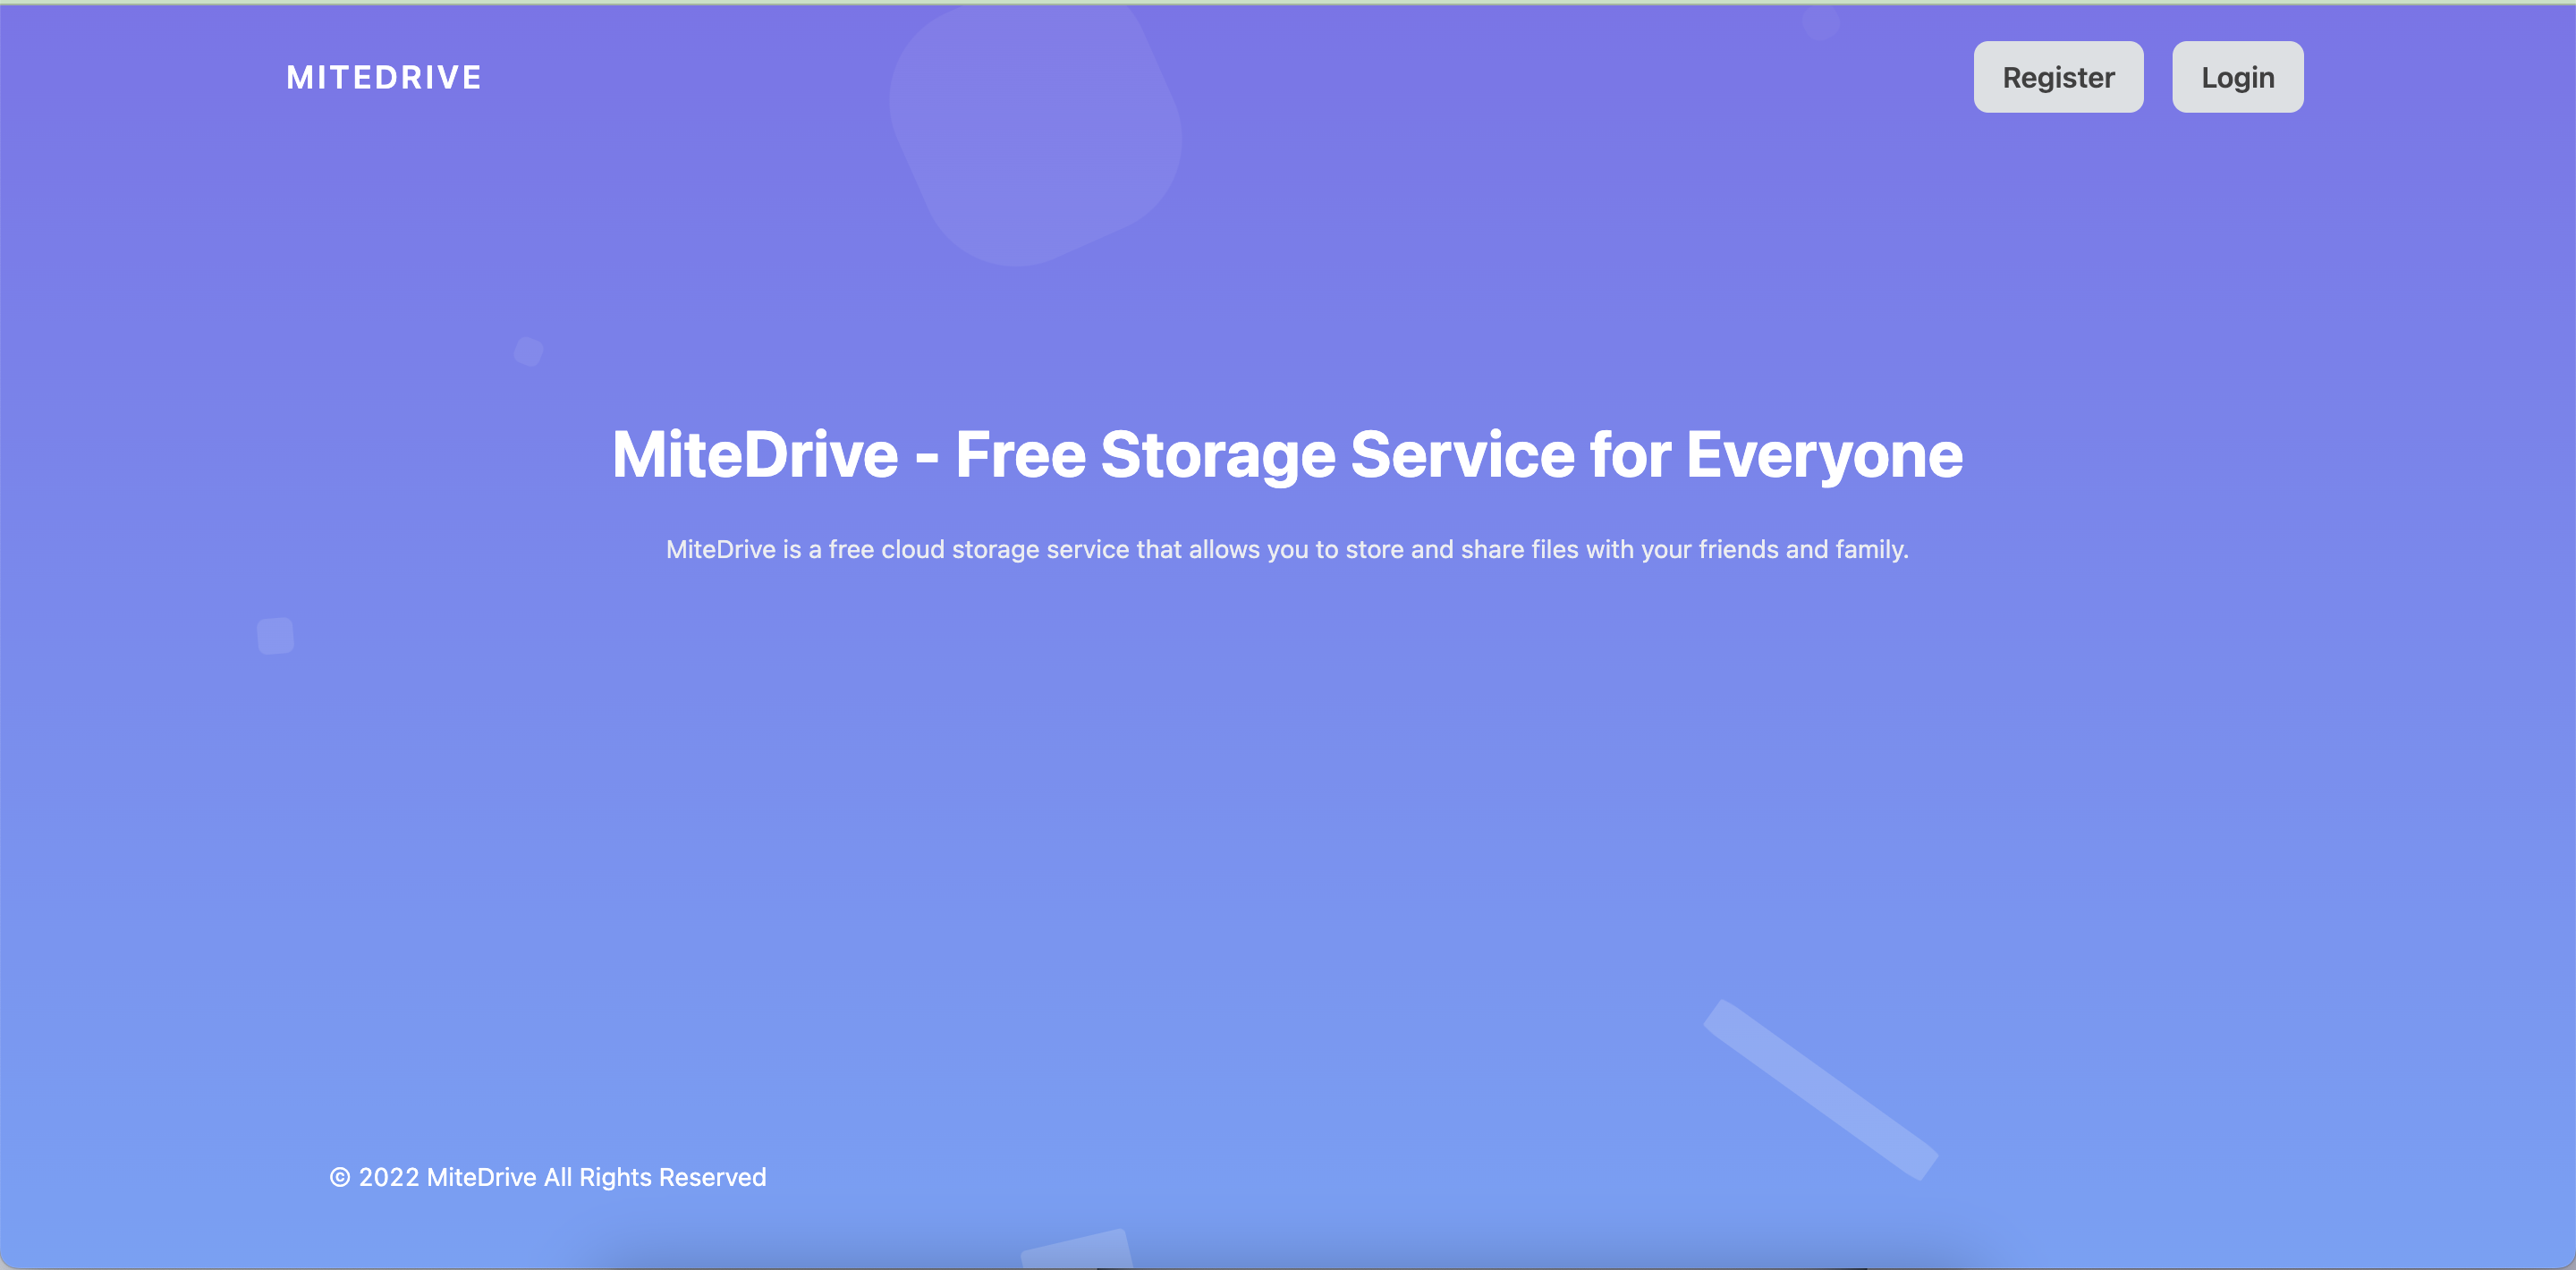 MITEDRIVE
Register
Login
MiteDrive - Free Storage Service for Everyone
MiteDrive is a free cloud storage service that allows you to store and share files with your friends and family.
© 2022 MiteDrive All Rights Reserved